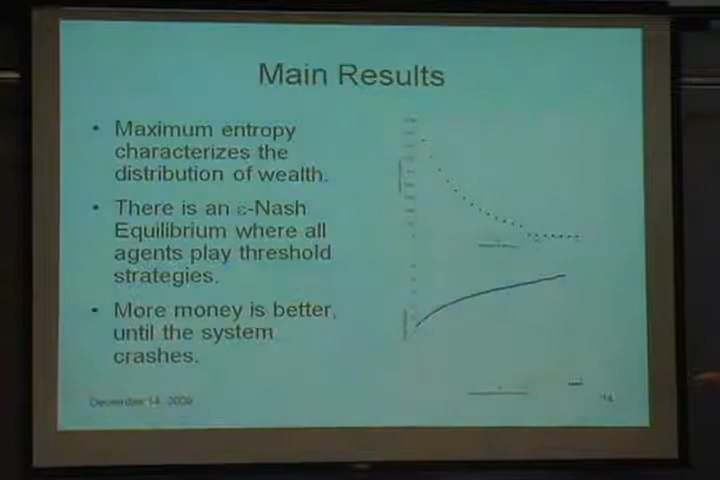 Main Results
• Maximum entropy
characterizes the
distribution of wealth.
• There is an ε-Nash
Equilibrium where all
agents play threshold
strategies.
• More money is better,
until the system
crashes.
December 14, 2009
14